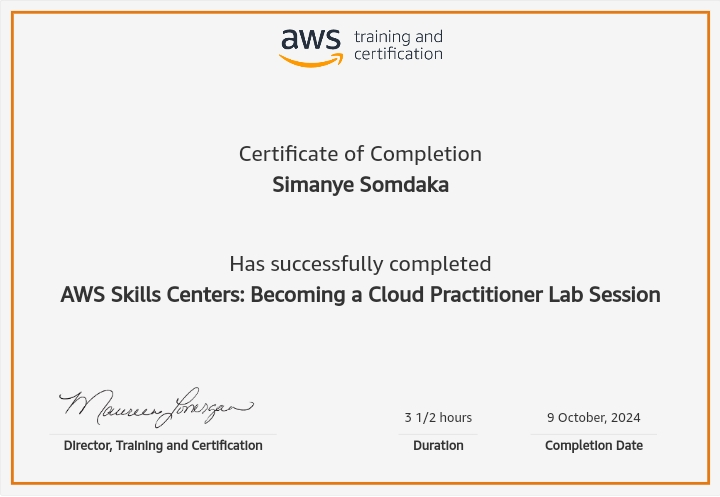 aws training and
certification
Certificate of Completion
Simanye Somdaka
Has successfully completed
AWS Skills Centers: Becoming a Cloud Practitioner Lab Session
Maureen Lonergan
3 1/2 hours
9 October, 2024
Director, Training and Certification
Duration
Completion Date